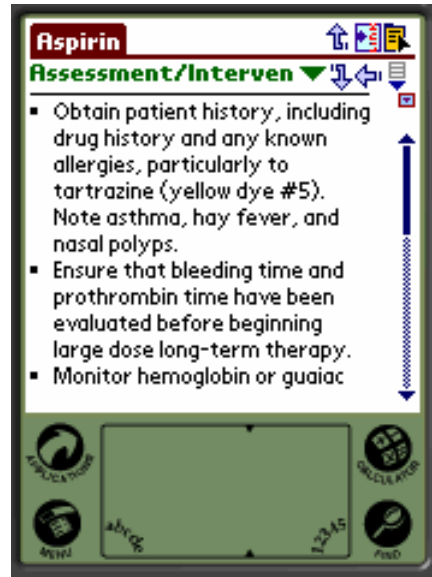 Aspirin
Assessment/Interven
▪ Obtain patient history, including
drug history and any known
allergies, particularly to
tartrazine (yellow dye #5).
Note asthma, hay fever, and
nasal polyps.
▪ Ensure that bleeding time and
prothrombin time have been
evaluated before beginning
large dose long-term therapy.
▪ Monitor hemoglobin or guaiac
APPLICATIONS
CALCULATOR
MENU
abcde
12345
FIND